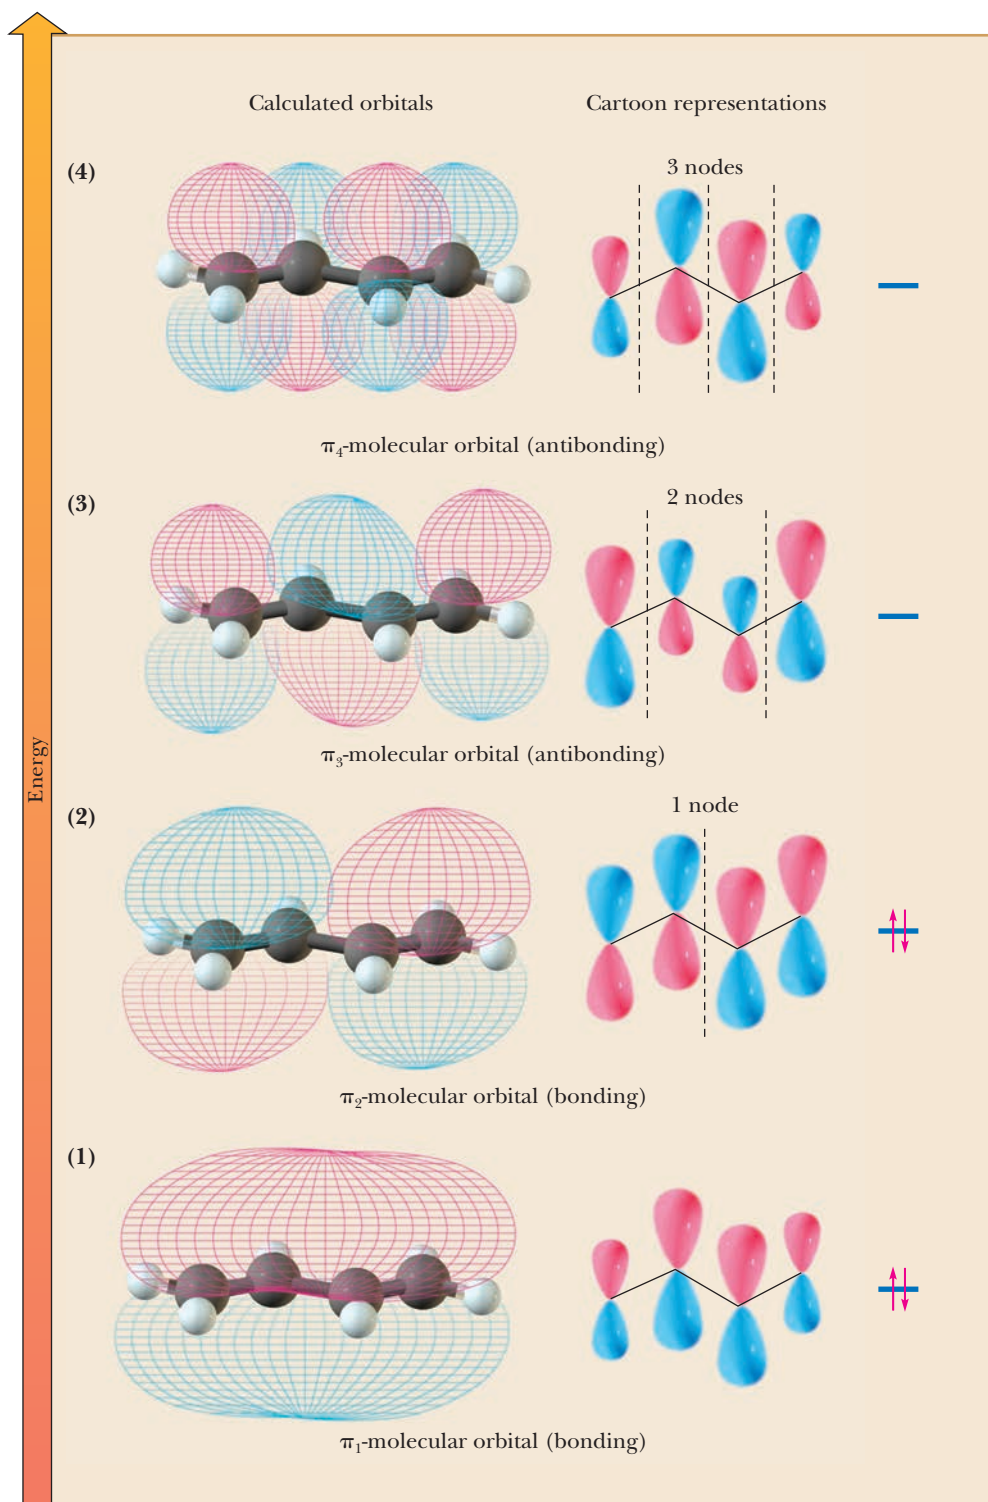 Calculated orbitals
Cartoon representations
(4)
3 nodes
π₄-molecular orbital (antibonding)
(3)
2 nodes
π₃-molecular orbital (antibonding)
Energy
(2)
1 node
π₂-molecular orbital (bonding)
(1)
π₁-molecular orbital (bonding)